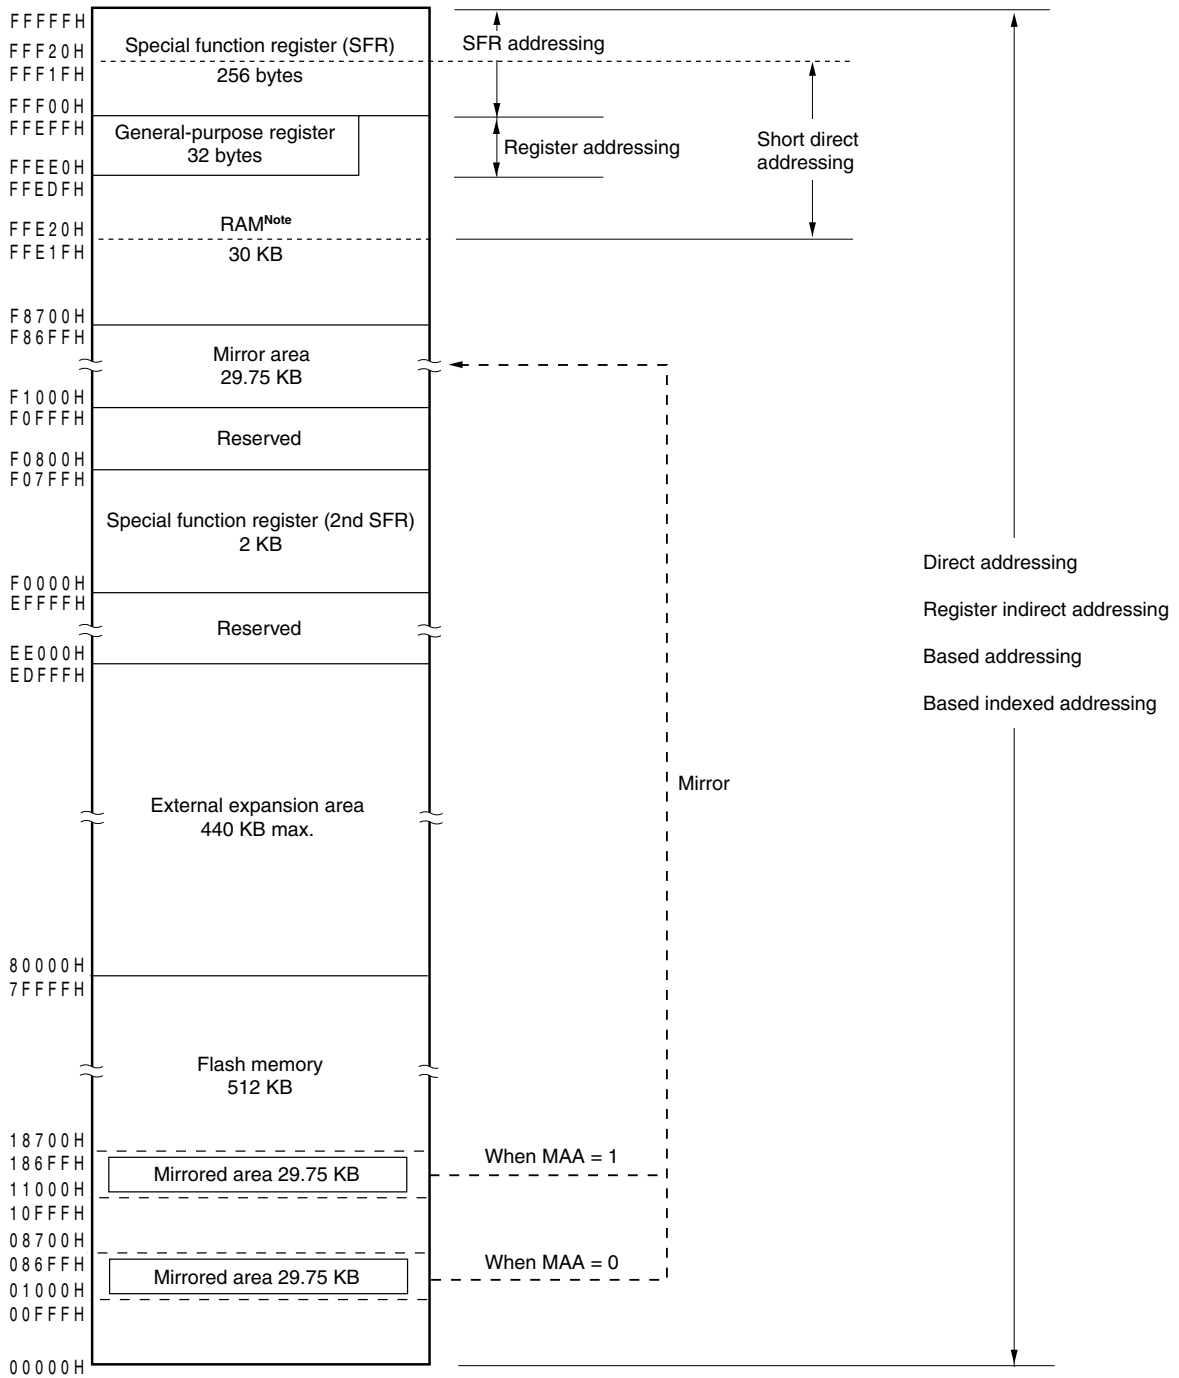 FFFFFH
Special function register (SFR)
256 bytes
SFR addressing
FFF20H
FFF1FH
FFF00H
FFEFFH
General-purpose register
32 bytes
Register addressing
Short direct
addressing
FFEE0H
FFEDFH
RAMNote
30 KB
FFE20H
FFE1FH
F8700H
F86FFH
Mirror area
29.75 KB
F1000H
F0FFFH
Reserved
F0800H
F07FFH
Special function register (2nd SFR)
2 KB
F0000H
EFFFFH
Reserved
EE000H
EDFFFH
Direct addressing
Register indirect addressing
Based addressing
Based indexed addressing
Mirror
External expansion area
440 KB max.
80000H
7FFFFH
Flash memory
512 KB
18700H
186FFH
Mirrored area 29.75 KB
When MAA = 1
11000H
10FFFH
08700H
086FFH
Mirrored area 29.75 KB
When MAA = 0
01000H
00FFFH
00000H